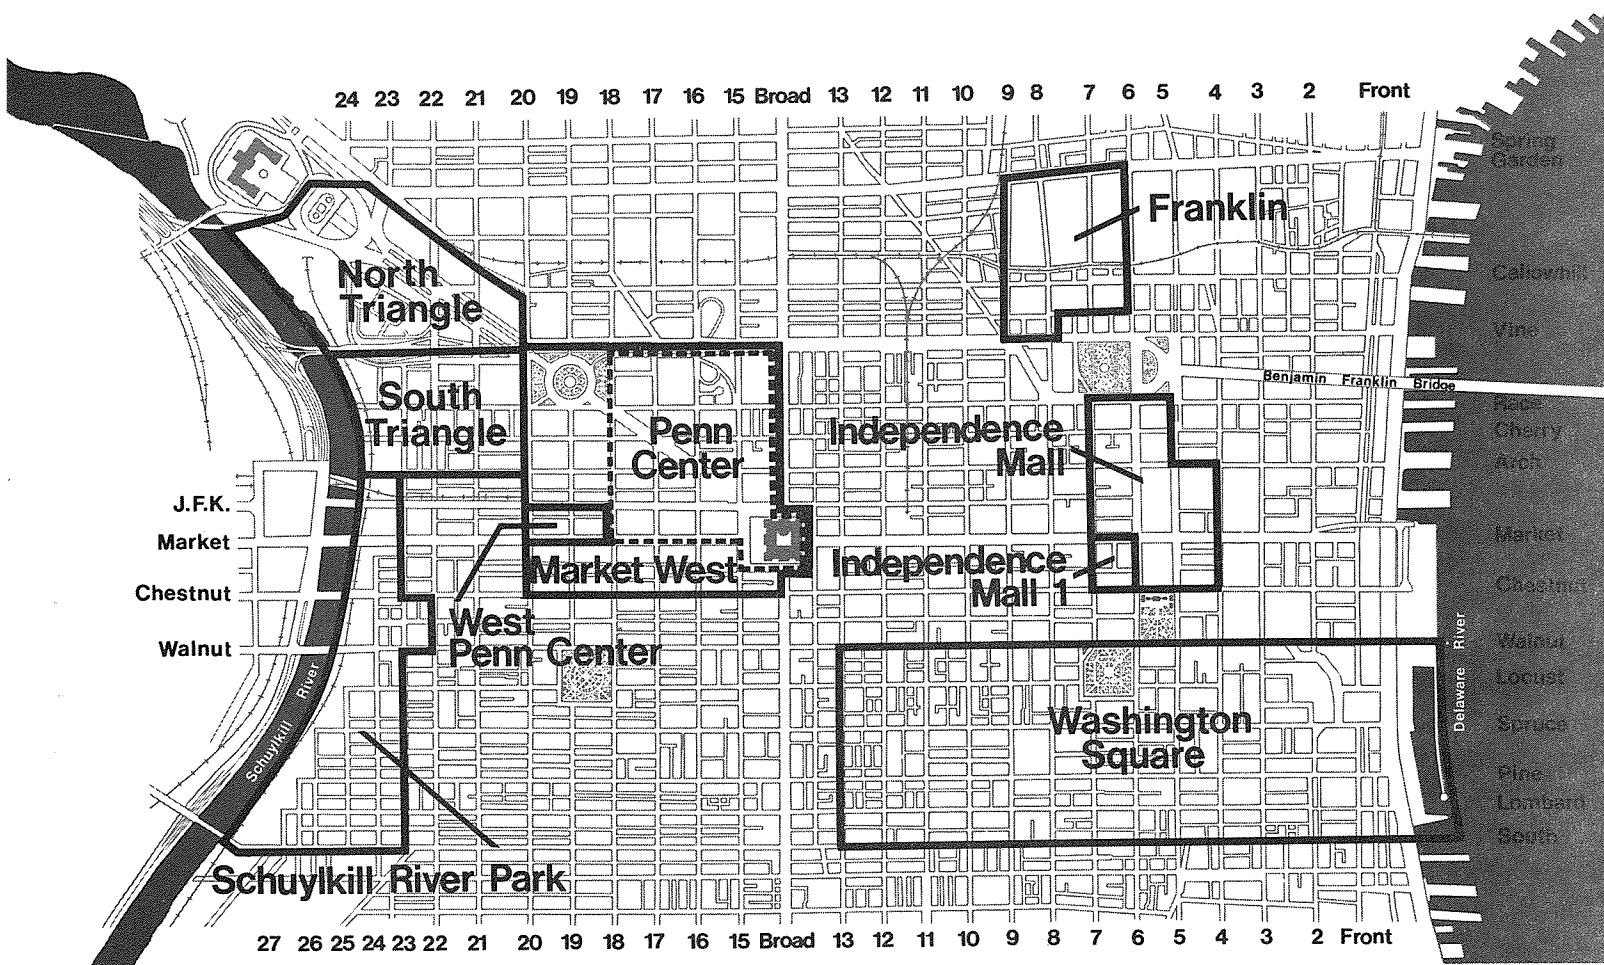 24 23 22 21 20 19 18 17 16 15 Broad 13 12 11 10 9 8 7 6 5 4 3 2 Front
Spring
Garden
Franklin
North
Triangle
Callowhill
Vine
Benjamin Franklin Bridge
South
Triangle
Penn
Center
Independence
Mall
Race
Cherry
Arch
J.F.K.
Market
Chestnut
Walnut
Market West
Independence
Mall 1
West
Penn Center
Market
Chestnut
Walnut
Locust
Spruce
Pine
Lombard
South
Delaware River
Schuylkill River
Washington
Square
Schuylkill River Park
27 26 25 24 23 22 21 20 19 18 17 16 15 Broad 13 12 11 10 9 8 7 6 5 4 3 2 Front